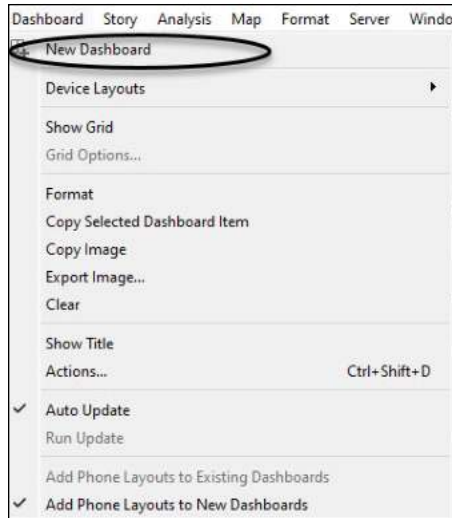 Dashboard Story Analysis Map Format Server Windo
New Dashboard
Device Layouts
Show Grid
Grid Options...
Format
Copy Selected Dashboard Item
Copy Image
Export Image...
Clear
Show Title
Actions... Ctrl+Shift+D
Auto Update
Run Update
Add Phone Layouts to Existing Dashboards
Add Phone Layouts to New Dashboards